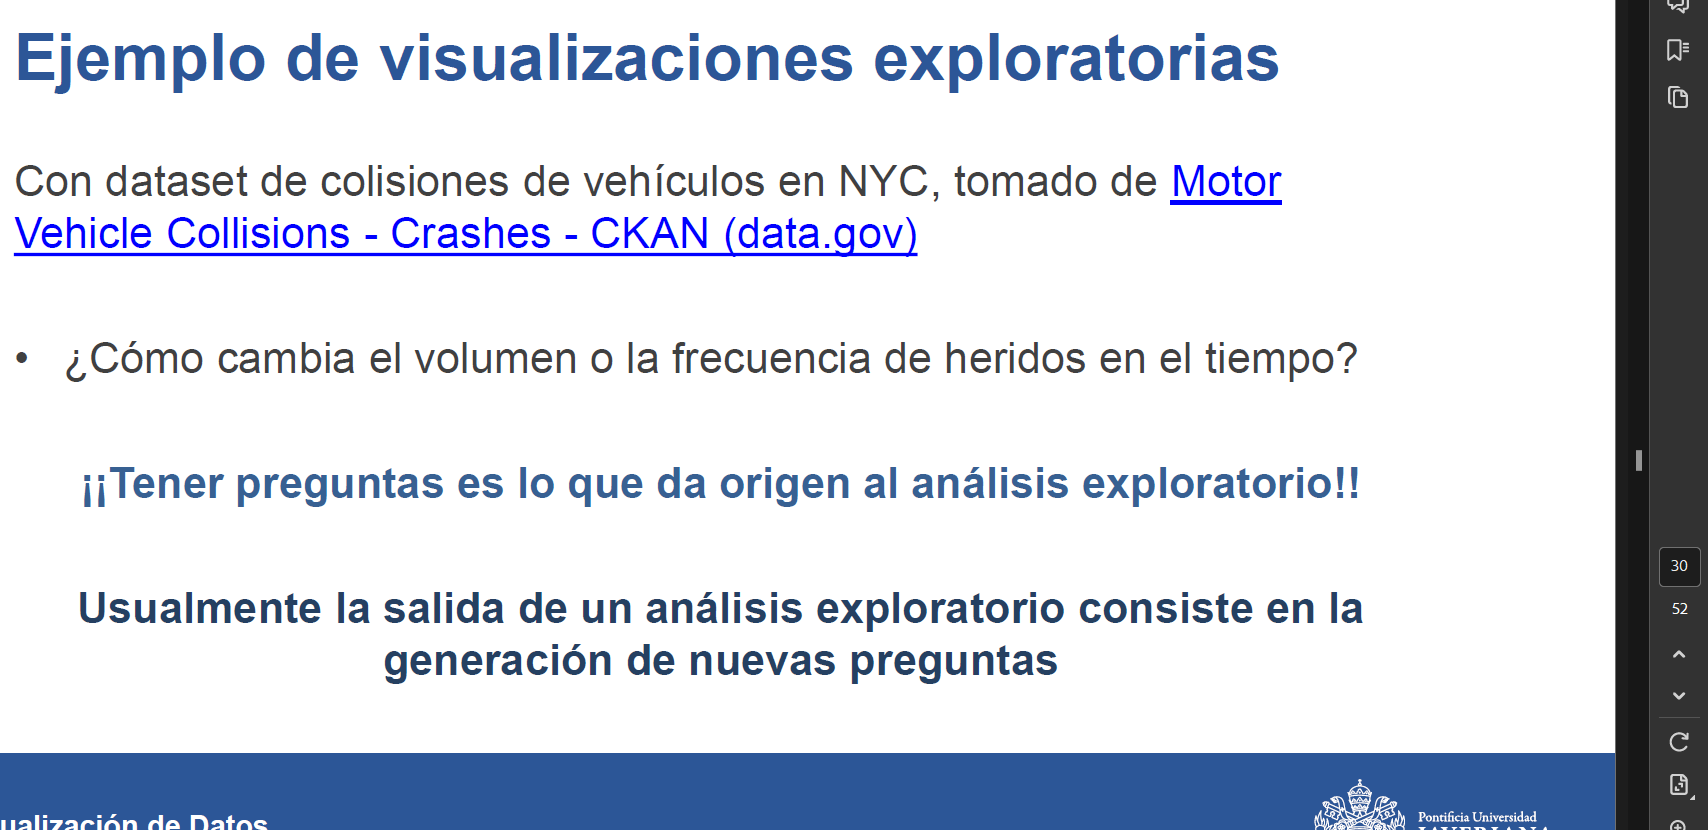 Ejemplo de visualizaciones exploratorias
Con dataset de colisiones de vehículos en NYC, tomado de Motor
Vehicle Collisions - Crashes - CKAN (data.gov)
• ¿Cómo cambia el volumen o la frecuencia de heridos en el tiempo?
¡¡Tener preguntas es lo que da origen al análisis exploratorio!!
Usualmente la salida de un análisis exploratorio consiste en la
generación de nuevas preguntas
30
52
ualización de Datos
Pontificia Universidad
JAVERIANA